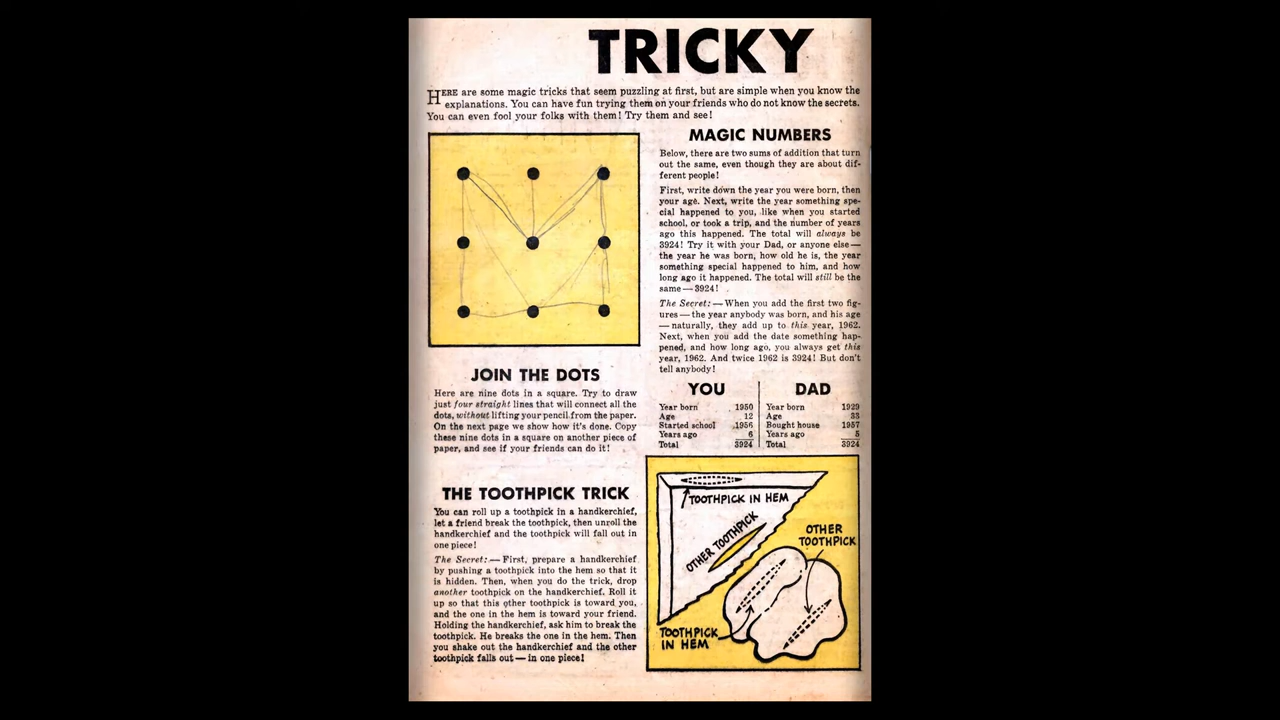 TRICKY
HERE are some magic tricks that seem puzzling at first, but are simple when you know the
explanations. You can have fun trying them on your friends who do not know the secrets.
You can even fool your folks with them! Try them and see!
JOIN THE DOTS
Here are nine dots in a square. Try to draw
just four straight lines that will connect all the
dots, without lifting your pencil from the paper.
On the next page we show how it's done. Copy
these nine dots in a square on another piece of
paper, and see if your friends can do it!
THE TOOTHPICK TRICK
You can roll up a toothpick in a handkerchief,
let a friend break the toothpick, then unroll the
handkerchief and the toothpick will fall out in
one piece!
The Secret:— First, prepare a handkerchief
by pushing a toothpick into the hem so that it
is hidden. Then, when you do the trick, drop
another toothpick on the handkerchief. Roll it
up so that this other toothpick is toward you,
and the one in the hem is toward your friend.
Holding the handkerchief, ask him to break the
toothpick. He breaks the one in the hem. Then
you shake out the handkerchief and the other
toothpick falls out — in one piece!
MAGIC NUMBERS
Below, there are two sums of addition that turn
out the same, even though they are about dif-
ferent people!
First, write down the year you were born, then
your age. Next, write the year something spe-
cial happened to you, like when you started
school, or took a trip, and the number of years
ago this happened. The total will always be
3924! Try it with your Dad, or anyone else —
the year he was born, how old he is, the year
something special happened to him, and how
long ago it happened. The total will still be the
same — 3924!
The Secret: — When you add the first two fig-
ures — the year anybody was born, and his age
— naturally, they add up to this year, 1962.
Next, when you add the date something hap-
pened, and how long ago, you always get this
year, 1962. And twice 1962 is 3924! But don't
tell anybody!
YOU
Year born 1950
Age 12
Started school 1956
Years ago 6
Total 3924
DAD
Year born 1929
Age 33
Bought house 1957
Years ago 5
Total 3924
TOOTHPICK IN HEM
OTHER TOOTHPICK
OTHER
TOOTHPICK
TOOTHPICK
IN HEM